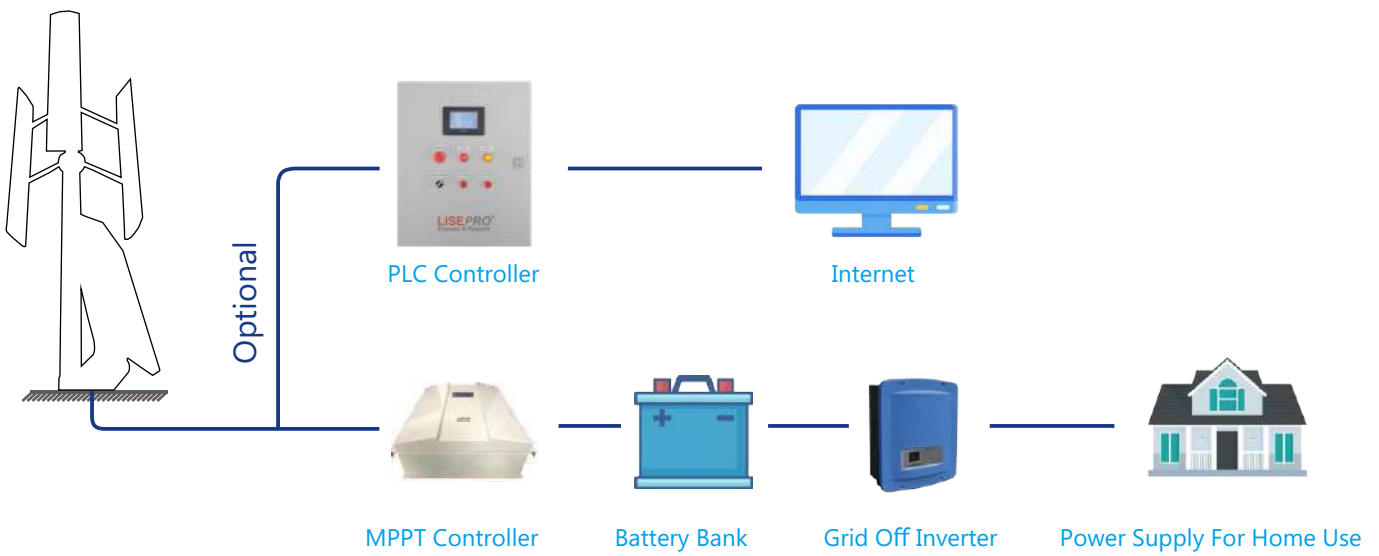 LISEPRO
PLC Controller
Internet
Optional
MPPT Controller
Battery Bank
Grid Off Inverter
Power Supply For Home Use